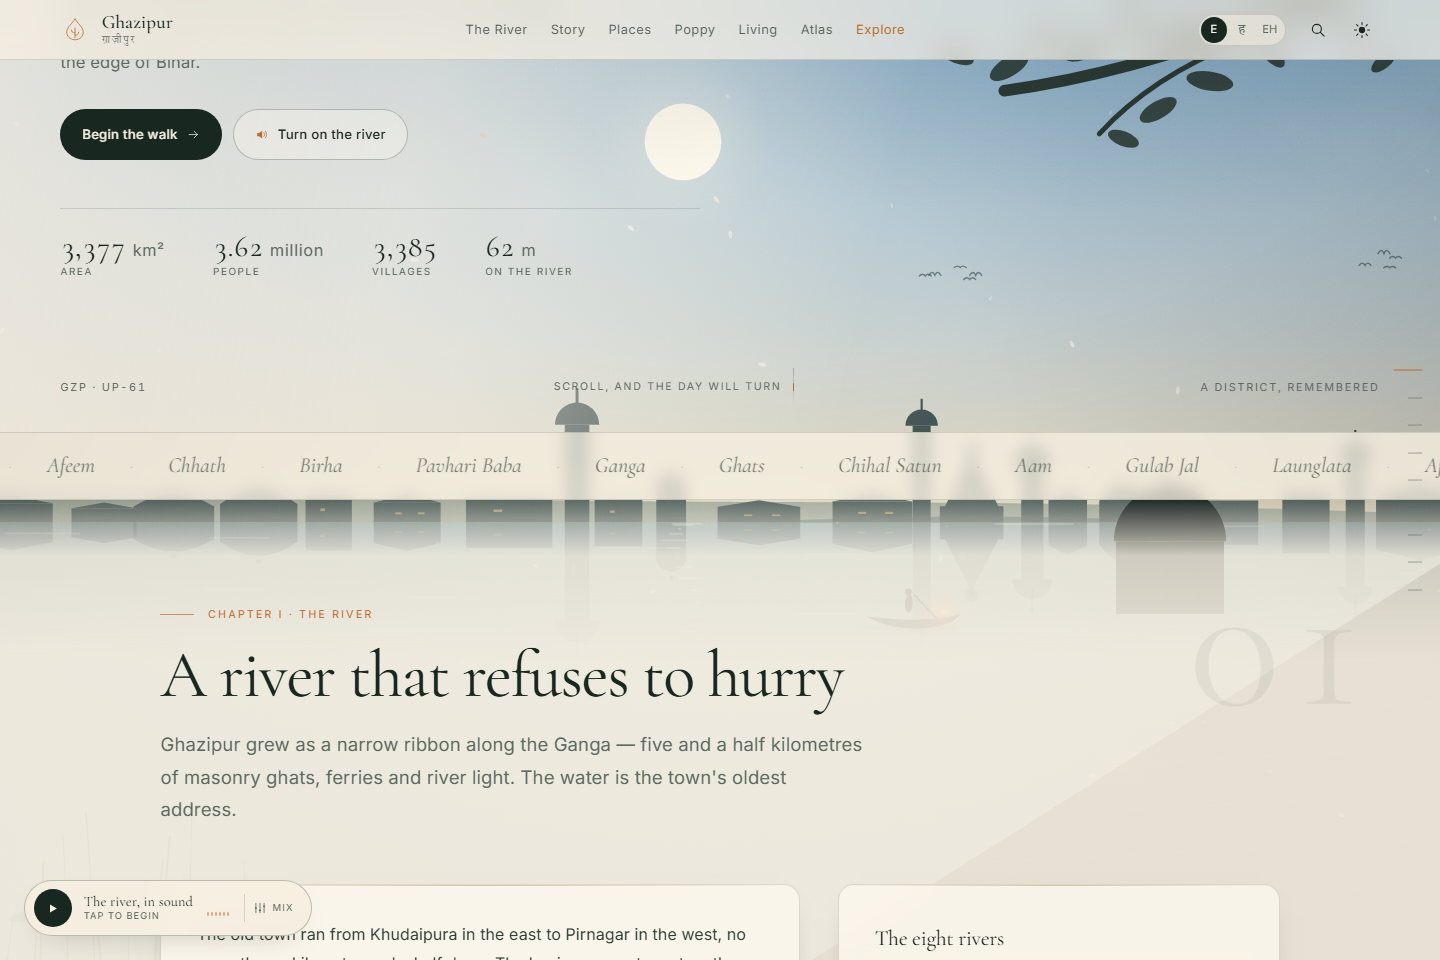 Ghazipur
ग़ाज़ीपुर
The River Story Places Poppy Living Atlas Explore
E ह EH
the edge of Bihar.
Begin the walk →
Turn on the river
3,377 km² 3.62 million 3,385 62 m
AREA PEOPLE VILLAGES ON THE RIVER
GZP · UP-61
SCROLL, AND THE DAY WILL TURN
A DISTRICT, REMEMBERED
· Afeem · Chhath · Birha · Pavhari Baba · Ganga · Ghats · Chihal Satun · Aam · Gulab Jal · Launglata ·
CHAPTER I · THE RIVER
01
A river that refuses to hurry
Ghazipur grew as a narrow ribbon along the Ganga — five and a half kilometres
of masonry ghats, ferries and river light. The water is the town's oldest
address.
The river, in sound
TAP TO BEGIN
MIX
The old town ran from Khudaipura in the east to Pirnagar in the west, no
The eight rivers